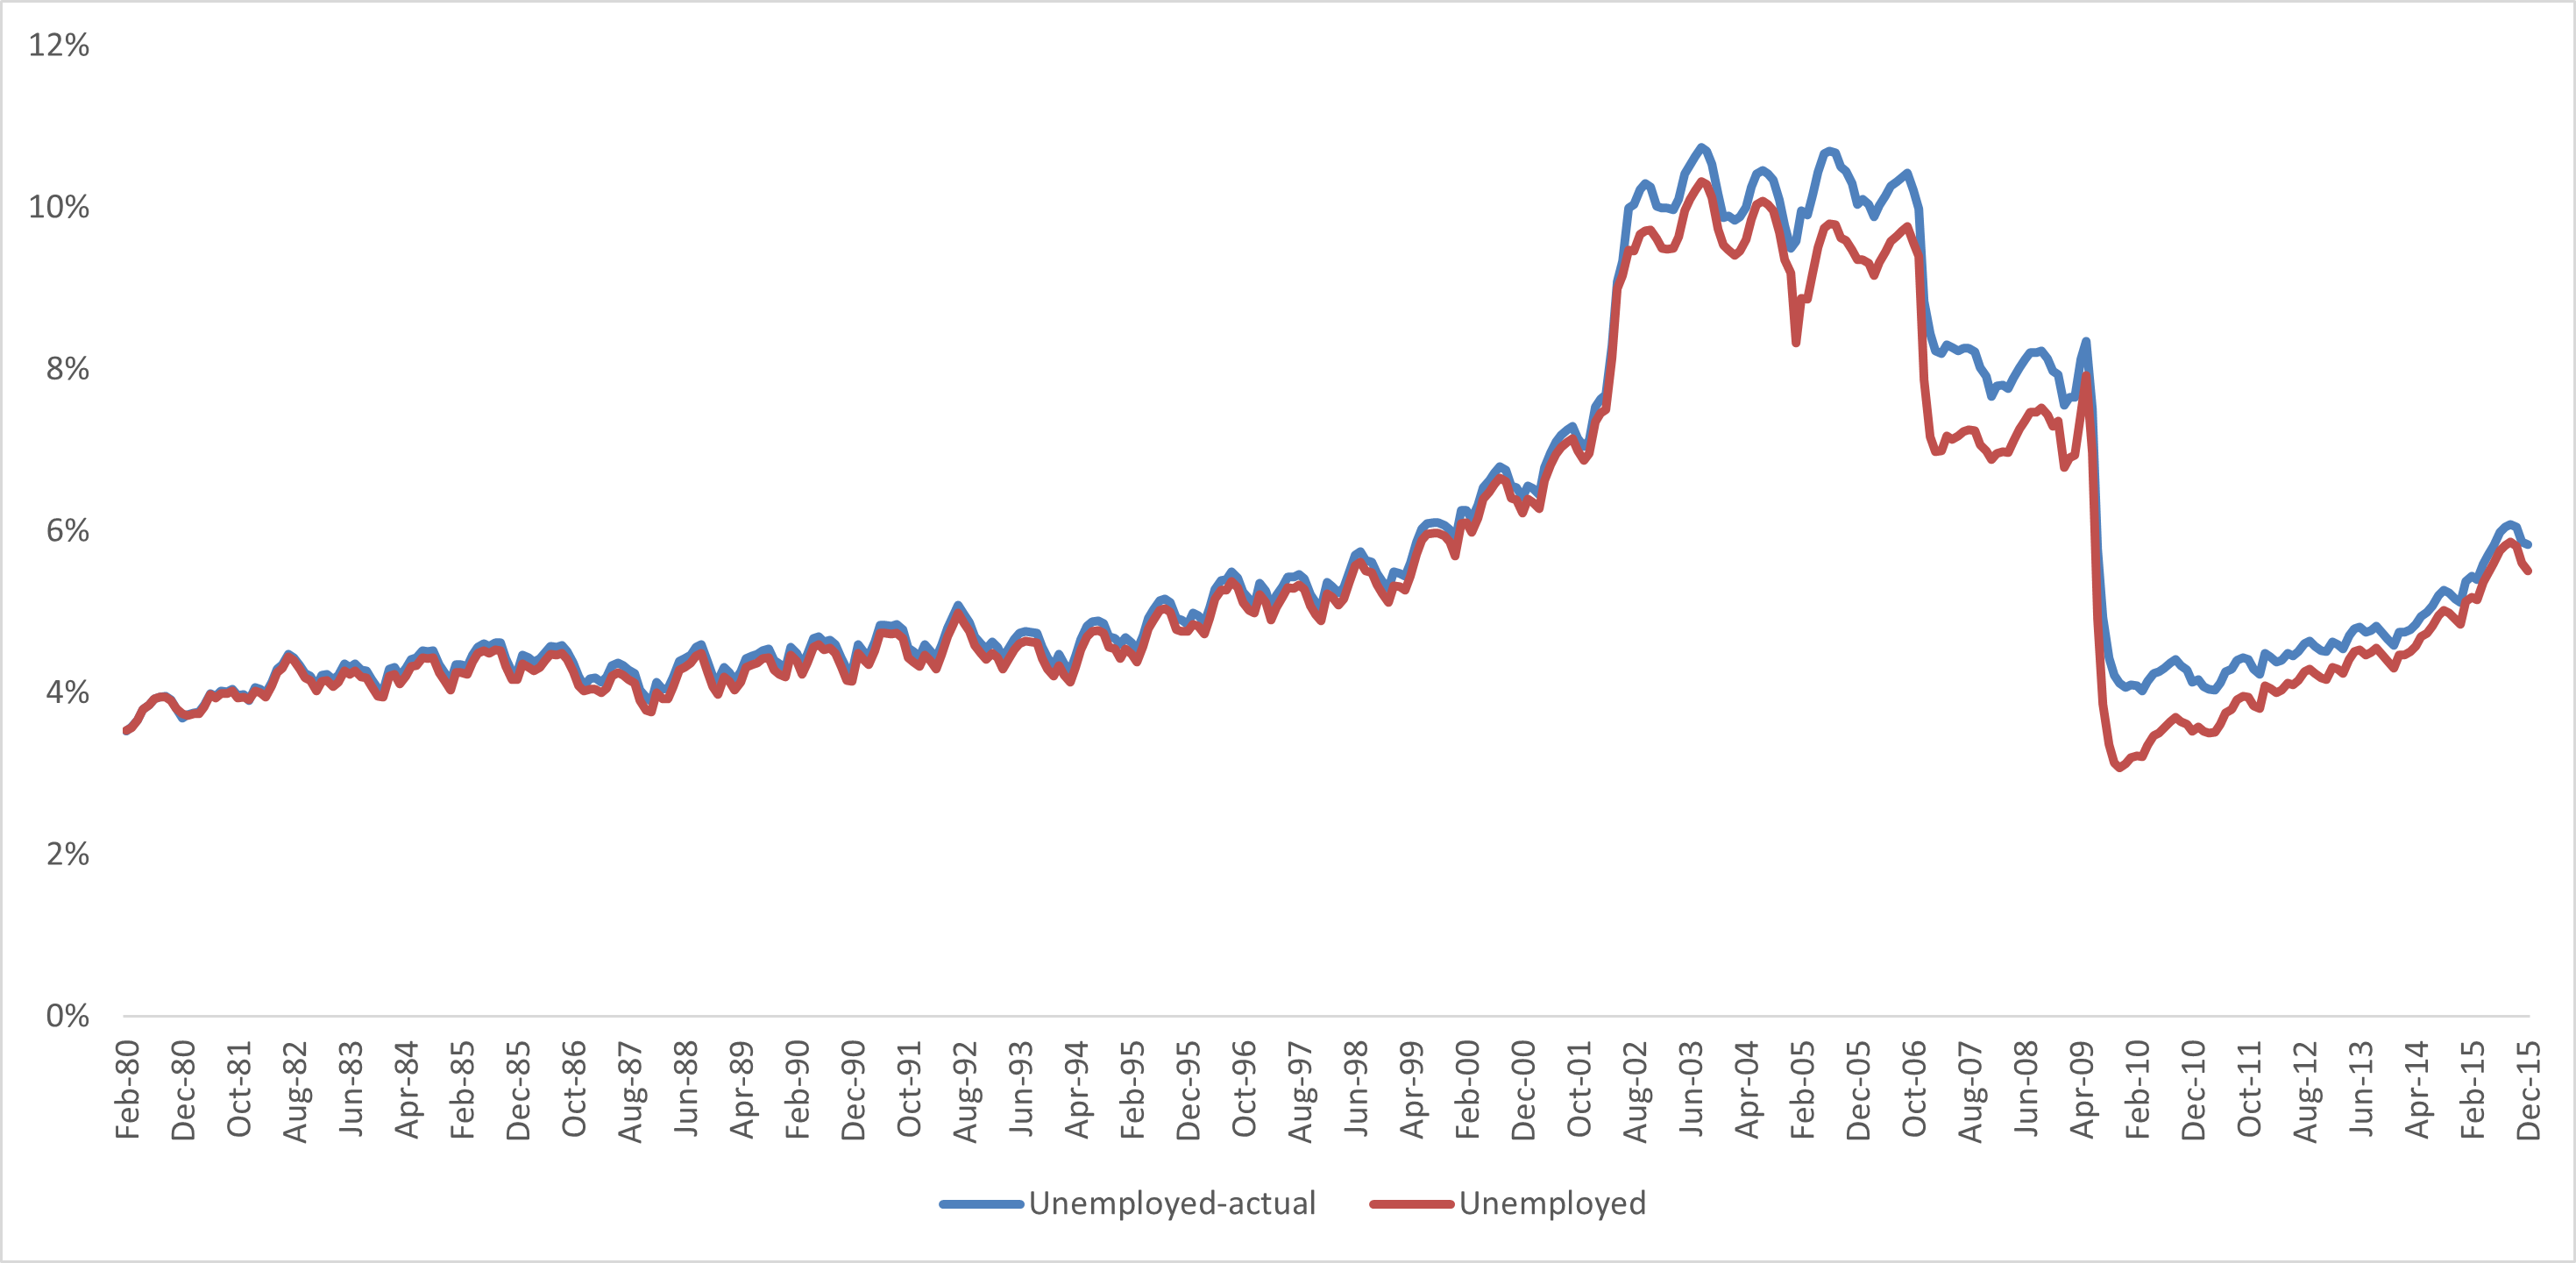 12%
10%
8%
6%
4%
2%
0%
Feb-80
Dec-80
Oct-81
Aug-82
Jun-83
Apr-84
Feb-85
Dec-85
Oct-86
Aug-87
Jun-88
Apr-89
Feb-90
Dec-90
Oct-91
Aug-92
Jun-93
Apr-94
Feb-95
Dec-95
Oct-96
Aug-97
Jun-98
Apr-99
Feb-00
Dec-00
Oct-01
Aug-02
Jun-03
Apr-04
Feb-05
Dec-05
Oct-06
Aug-07
Jun-08
Apr-09
Feb-10
Dec-10
Oct-11
Aug-12
Jun-13
Apr-14
Feb-15
Dec-15
Unemployed-actual
Unemployed